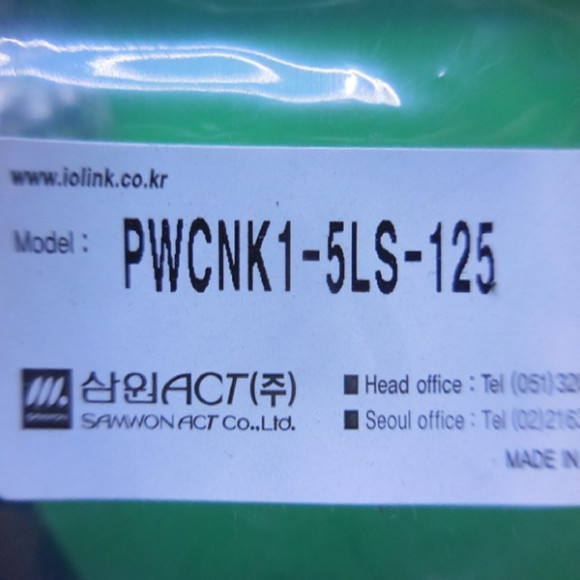 www.iolink.co.kr
Model : PWCNK1-5LS-125
삼원ACT(주)
SAMWON ACT Co.,Ltd.
SAMWON
■ Head office : Tel (051)32
■ Seoul office : Tel (02)216
MADE IN